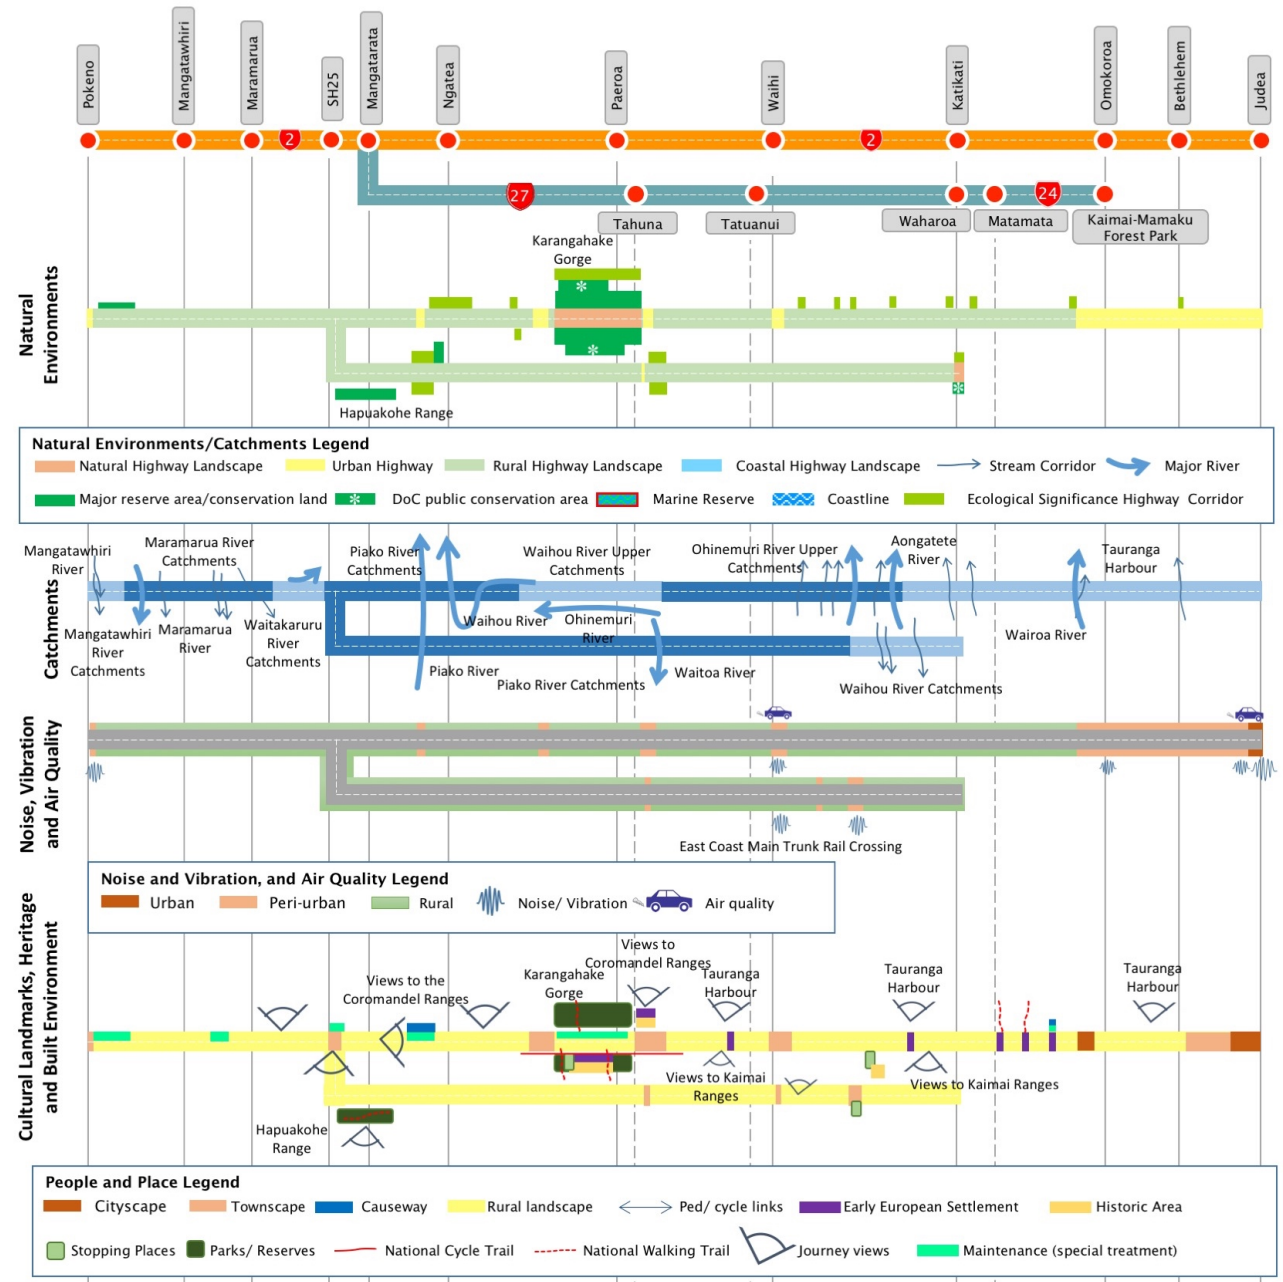 Pokeno
Mangatawhiri
Maramarua
SH25
Mangatarata
Ngatea
Paeroa
Waihi
Katikati
Omokoroa
Bethlehem
Judea
2
2
27
24
Tahuna
Tatuanui
Waharoa
Matamata
Kaimai-Mamaku
Forest Park
Natural
Environments
Karangahake
Gorge
*
*
*
Hapuakohe Range
Natural Environments/Catchments Legend
Natural Highway Landscape
Urban Highway
Rural Highway Landscape
Coastal Highway Landscape
Stream Corridor
Major River
Major reserve area/conservation land
*
DoC public conservation area
Marine Reserve
Coastline
Ecological Significance Highway Corridor
Catchments
Mangatawhiri
River
Maramarua River
Catchments
Piako River
Catchments
Waihou River Upper
Catchments
Ohinemuri River Upper
Catchments
Aongatete
River
Tauranga
Harbour
Mangatawhiri
River
Catchments
Maramarua
River
Waitakaruru
River
Catchments
Waihou River
Ohinemuri
River
Wairoa River
Piako River
Piako River Catchments
Waitoa River
Waihou River Catchments
Noise, Vibration
and Air Quality
East Coast Main Trunk Rail Crossing
Noise and Vibration, and Air Quality Legend
Urban
Peri-urban
Rural
Noise/ Vibration
Air quality
Cultural Landmarks, Heritage
and Built Environment
Views to the
Coromandel Ranges
Karangahake
Gorge
Views to
Coromandel Ranges
Tauranga
Harbour
Tauranga
Harbour
Tauranga
Harbour
Views to Kaimai
Ranges
Views to Kaimai Ranges
Hapuakohe
Range
People and Place Legend
Cityscape
Townscape
Causeway
Rural landscape
Ped/ cycle links
Early European Settlement
Historic Area
Stopping Places
Parks/ Reserves
National Cycle Trail
National Walking Trail
Journey views
Maintenance (special treatment)